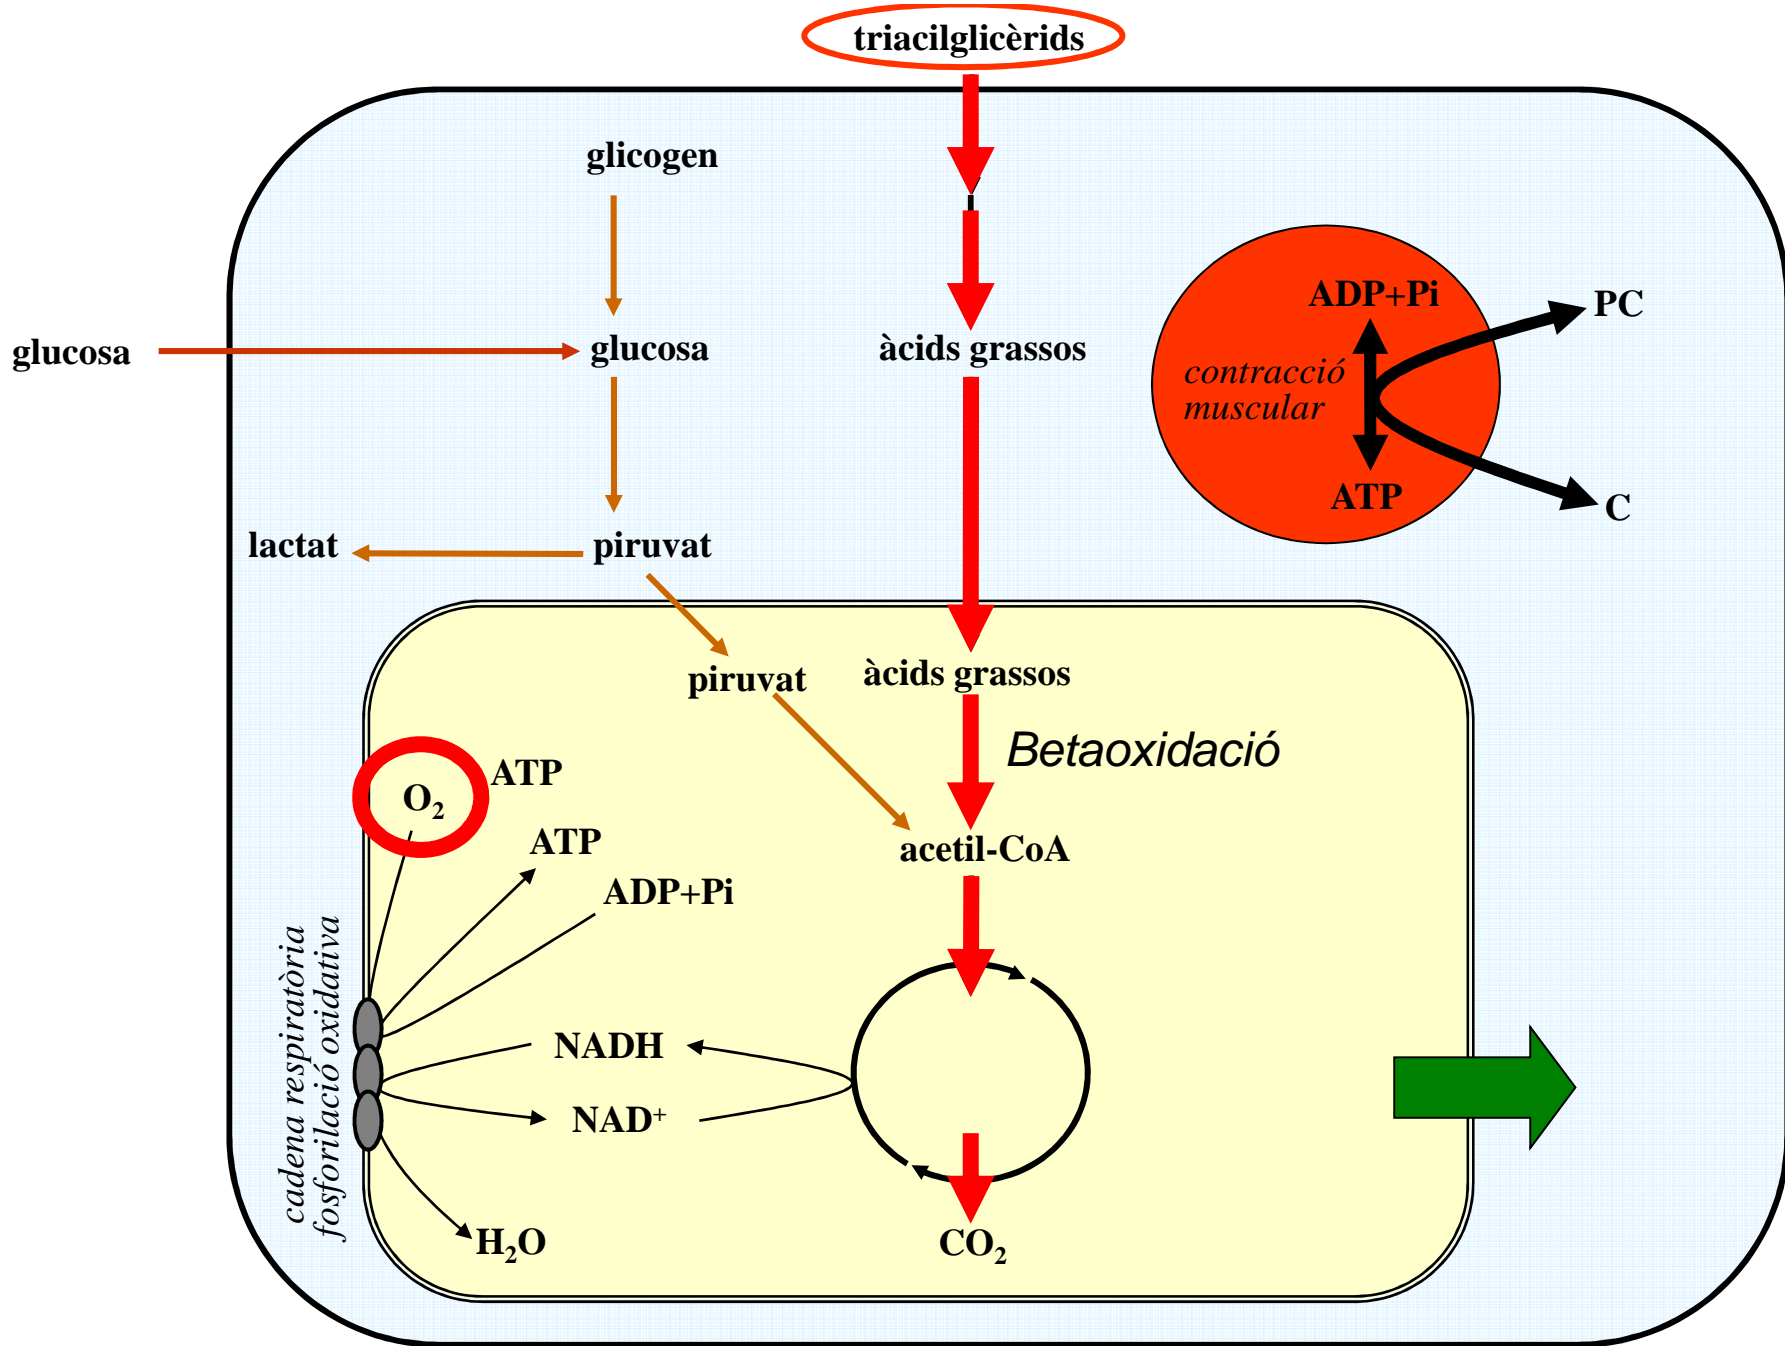 triacilglicèrids
glicogen
glucosa
glucosa
àcids grassos
ADP+Pi
PC
contracció
muscular
ATP
C
lactat
piruvat
piruvat
àcids grassos
Betaoxidació
O₂
ATP
ATP
acetil-CoA
ADP+Pi
cadena respiratòria
fosforilació oxidativa
NADH
NAD⁺
H₂O
CO₂